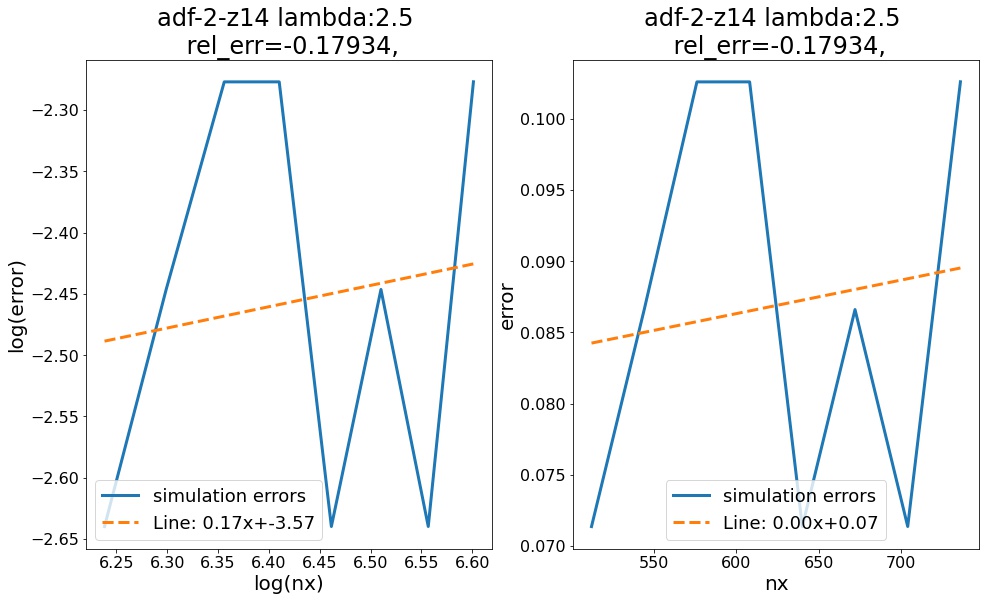 adf-2-z14 lambda:2.5
rel_err=-0.17934,
log(error)
−2.30
−2.35
−2.40
−2.45
−2.50
−2.55
−2.60
−2.65
simulation errors
Line: 0.17x+-3.57
6.25 6.30 6.35 6.40 6.45 6.50 6.55 6.60
log(nx)
adf-2-z14 lambda:2.5
rel_err=-0.17934,
error
0.100
0.095
0.090
0.085
0.080
0.075
0.070
simulation errors
Line: 0.00x+0.07
550 600 650 700
nx